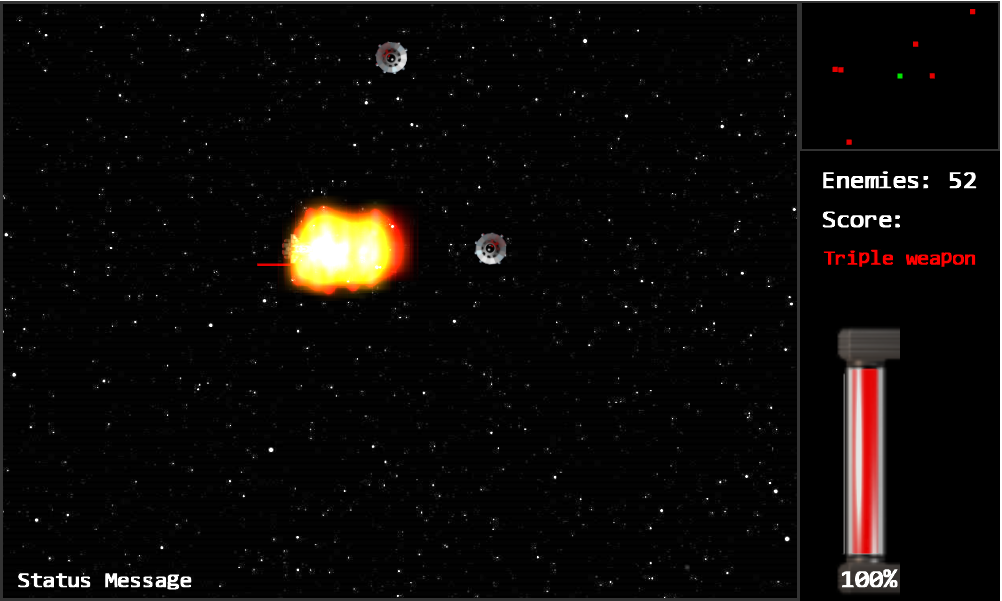 Enemies: 52
Score:
Triple weapon
100%
Status Message